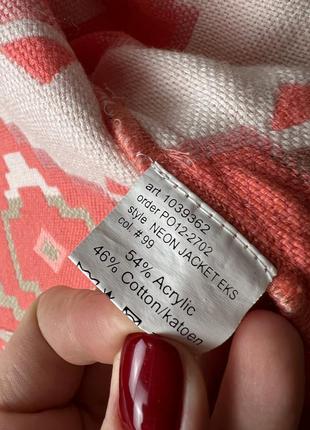 art. 1039362
order PO12-2702
style NEON JACKET EKS
col. # 99
54% Acrylic
46% Cotton/katoen